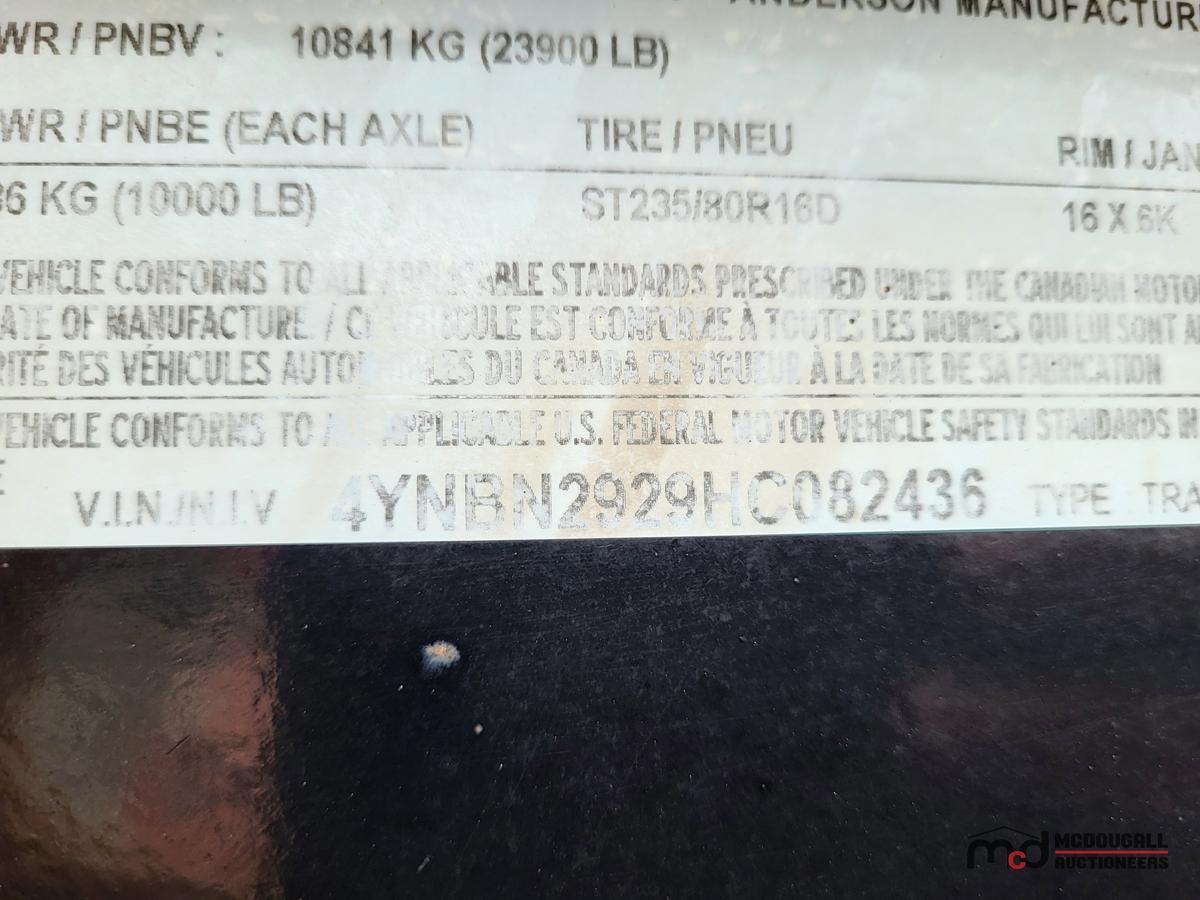 ANDERSON MANUFACTUR
WR / PNBV : 10841 KG (23900 LB)
WR / PNBE (EACH AXLE) TIRE / PNEU RIM / JAN
36 KG (10000 LB) ST235/80R16D 16 X 6K
VEHICLE CONFORMS TO ALL APPLICABLE STANDARDS PRESCRIBED UNDER THE CANADIAN MOTO
ATE OF MANUFACTURE / CE VÉHICULE EST CONFORME À TOUTES LES NORMES QUI LUI SONT A
RITÉ DES VÉHICULES AUTOMOBILES DU CANADA EN VIGUEUR À LA DATE DE SA FABRICATION
VEHICLE CONFORMS TO ALL APPLICABLE U.S. FEDERAL MOTOR VEHICLE SAFETY STANDARDS IN
V.I.N./N.I.V 4YNBN2929HC082436 TYPE : TRA
mcd MCDOUGALL
AUCTIONEERS